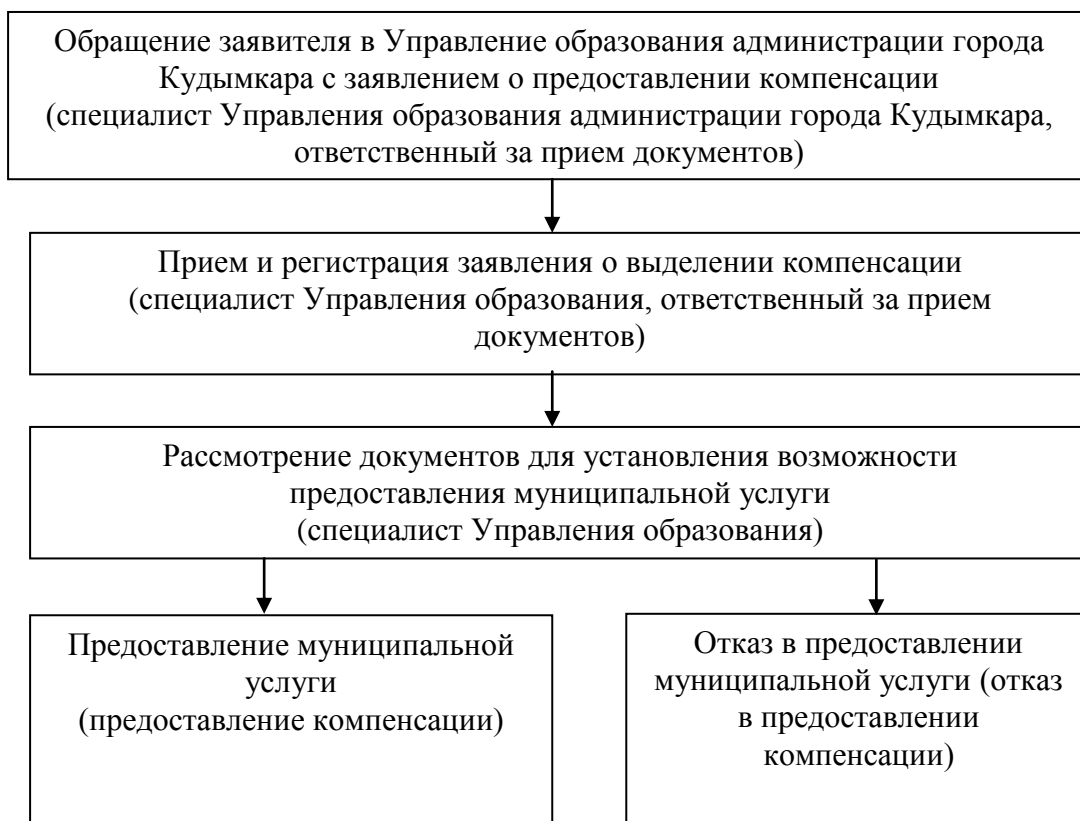 Обращение заявителя в Управление образования администрации города
Кудымкара с заявлением о предоставлении компенсации
(специалист Управления образования администрации города Кудымкара,
ответственный за прием документов)
Прием и регистрация заявления о выделении компенсации
(специалист Управления образования, ответственный за прием
документов)
Рассмотрение документов для установления возможности
предоставления муниципальной услуги
(специалист Управления образования)
Предоставление муниципальной
услуги
(предоставление компенсации)
Отказ в предоставлении
муниципальной услуги (отказ
в предоставлении
компенсации)